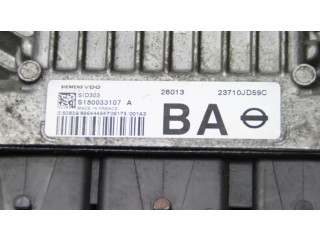 SIEMENS VDO
SID303
S180033107 A
MADE IN FRANCE
26013
23710JD59C
BA